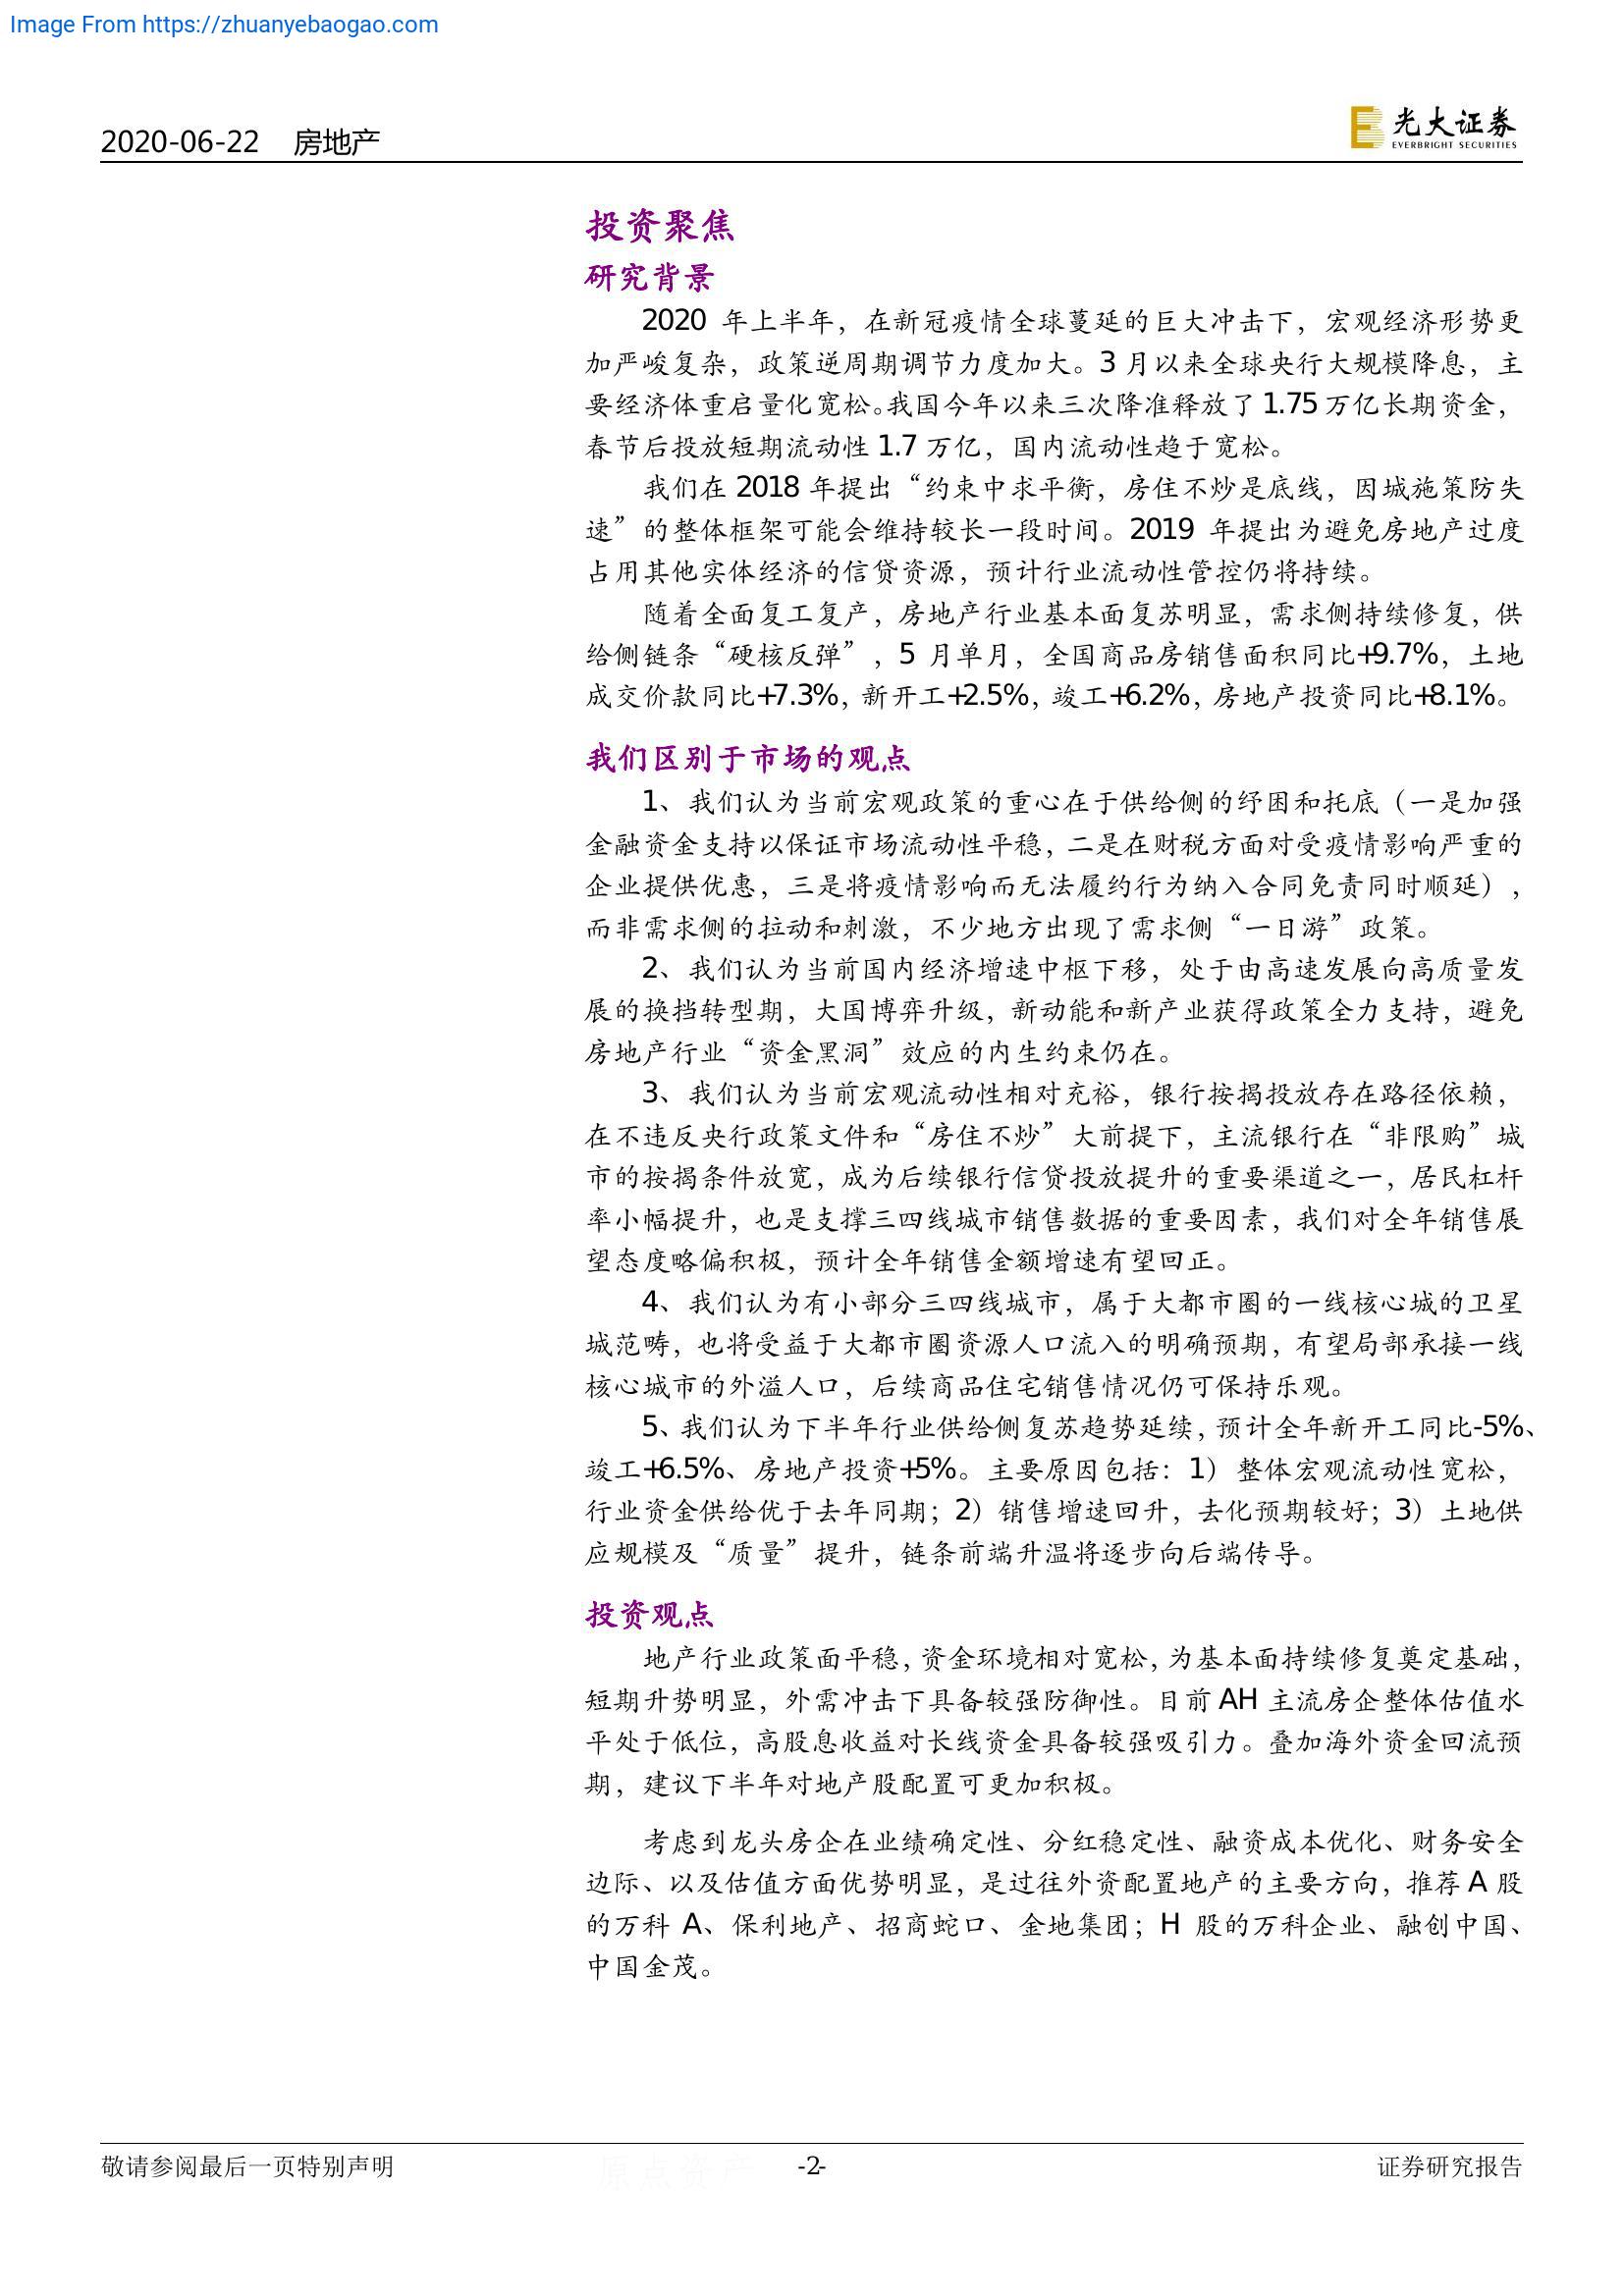 Image From https://zhuanyebaogao.com
2020-06-22 房地产
光大证券
EVERBRIGHT SECURITIES
投资聚焦
研究背景
2020 年上半年，在新冠疫情全球蔓延的巨大冲击下，宏观经济形势更
加严峻复杂，政策逆周期调节力度加大。3 月以来全球央行大规模降息，主
要经济体重启量化宽松。我国今年以来三次降准释放了 1.75 万亿长期资金，
春节后投放短期流动性 1.7 万亿，国内流动性趋于宽松。
我们在 2018 年提出“约束中求平衡，房住不炒是底线，因城施策防失
速”的整体框架可能会维持较长一段时间。2019 年提出为避免房地产过度
占用其他实体经济的信贷资源，预计行业流动性管控仍将持续。
随着全面复工复产，房地产行业基本面复苏明显，需求侧持续修复，供
给侧链条“硬核反弹”，5 月单月，全国商品房销售面积同比+9.7%，土地
成交价款同比+7.3%，新开工+2.5%，竣工+6.2%，房地产投资同比+8.1%。
我们区别于市场的观点
1、我们认为当前宏观政策的重心在于供给侧的纾困和托底（一是加强
金融资金支持以保证市场流动性平稳，二是在财税方面对受疫情影响严重的
企业提供优惠，三是将疫情影响而无法履约行为纳入合同免责同时顺延），
而非需求侧的拉动和刺激，不少地方出现了需求侧“一日游”政策。
2、我们认为当前国内经济增速中枢下移，处于由高速发展向高质量发
展的换挡转型期，大国博弈升级，新动能和新产业获得政策全力支持，避免
房地产行业“资金黑洞”效应的内生约束仍在。
3、我们认为当前宏观流动性相对充裕，银行按揭投放存在路径依赖，
在不违反央行政策文件和“房住不炒”大前提下，主流银行在“非限购”城
市的按揭条件放宽，成为后续银行信贷投放提升的重要渠道之一，居民杠杆
率小幅提升，也是支撑三四线城市销售数据的重要因素，我们对全年销售展
望态度略偏积极，预计全年销售金额增速有望回正。
4、我们认为有小部分三四线城市，属于大都市圈的一线核心城的卫星
城范畴，也将受益于大都市圈资源人口流入的明确预期，有望局部承接一线
核心城市的外溢人口，后续商品住宅销售情况仍可保持乐观。
5、我们认为下半年行业供给侧复苏趋势延续，预计全年新开工同比-5%、
竣工+6.5%、房地产投资+5%。主要原因包括：1）整体宏观流动性宽松，
行业资金供给优于去年同期；2）销售增速回升，去化预期较好；3）土地供
应规模及“质量”提升，链条前端升温将逐步向后端传导。
投资观点
地产行业政策面平稳，资金环境相对宽松，为基本面持续修复奠定基础，
短期升势明显，外需冲击下具备较强防御性。目前 AH 主流房企整体估值水
平处于低位，高股息收益对长线资金具备较强吸引力。叠加海外资金回流预
期，建议下半年对地产股配置可更加积极。
考虑到龙头房企在业绩确定性、分红稳定性、融资成本优化、财务安全
边际、以及估值方面优势明显，是过往外资配置地产的主要方向，推荐 A 股
的万科 A、保利地产、招商蛇口、金地集团；H 股的万科企业、融创中国、
中国金茂。
敬请参阅最后一页特别声明
-2-
证券研究报告